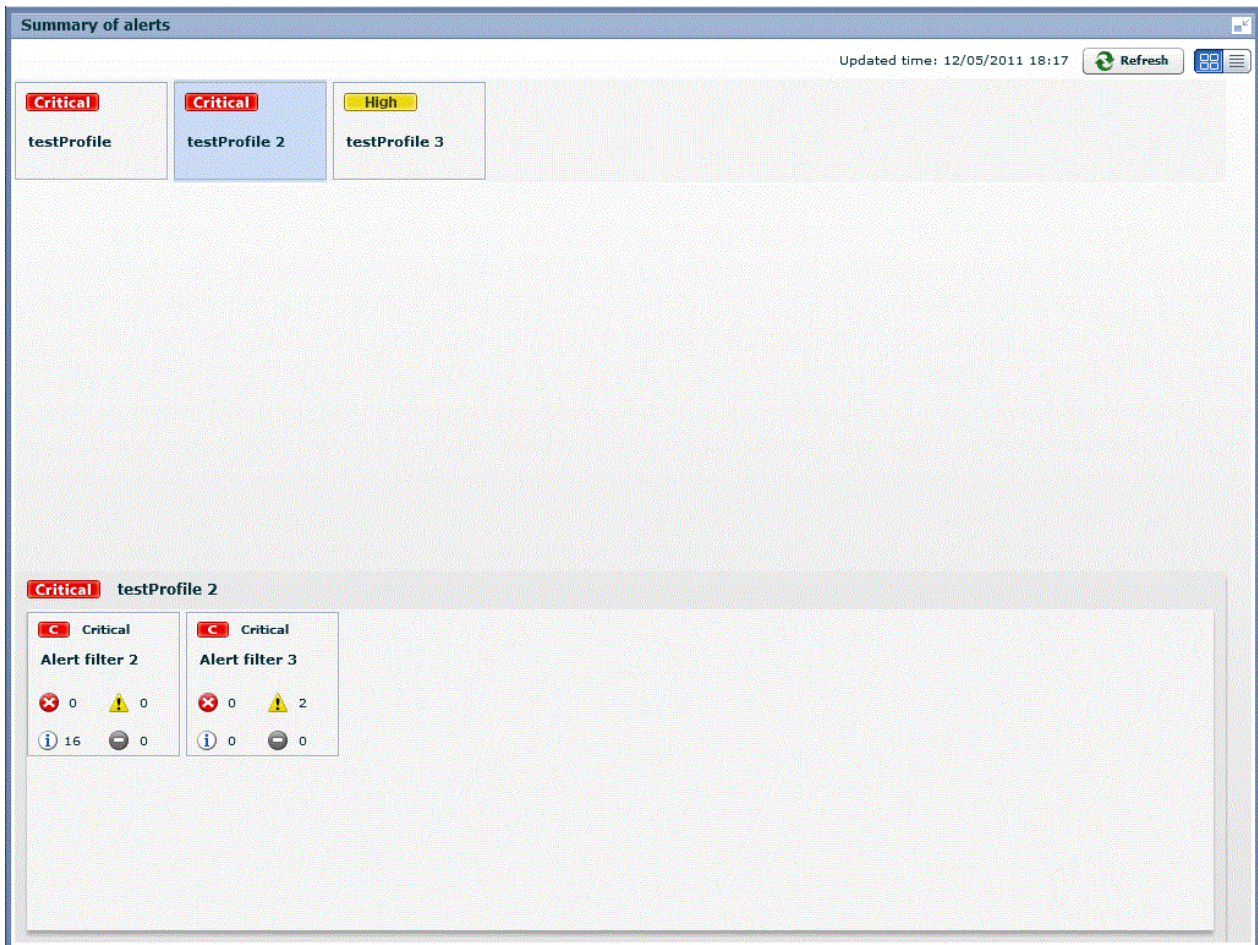 Summary of alerts
Updated time: 12/05/2011 18:17 Refresh
Critical Critical High
testProfile testProfile 2 testProfile 3
Critical testProfile 2
C Critical C Critical
Alert filter 2 Alert filter 3
0 0 0 2
i 16 0 i 0 0